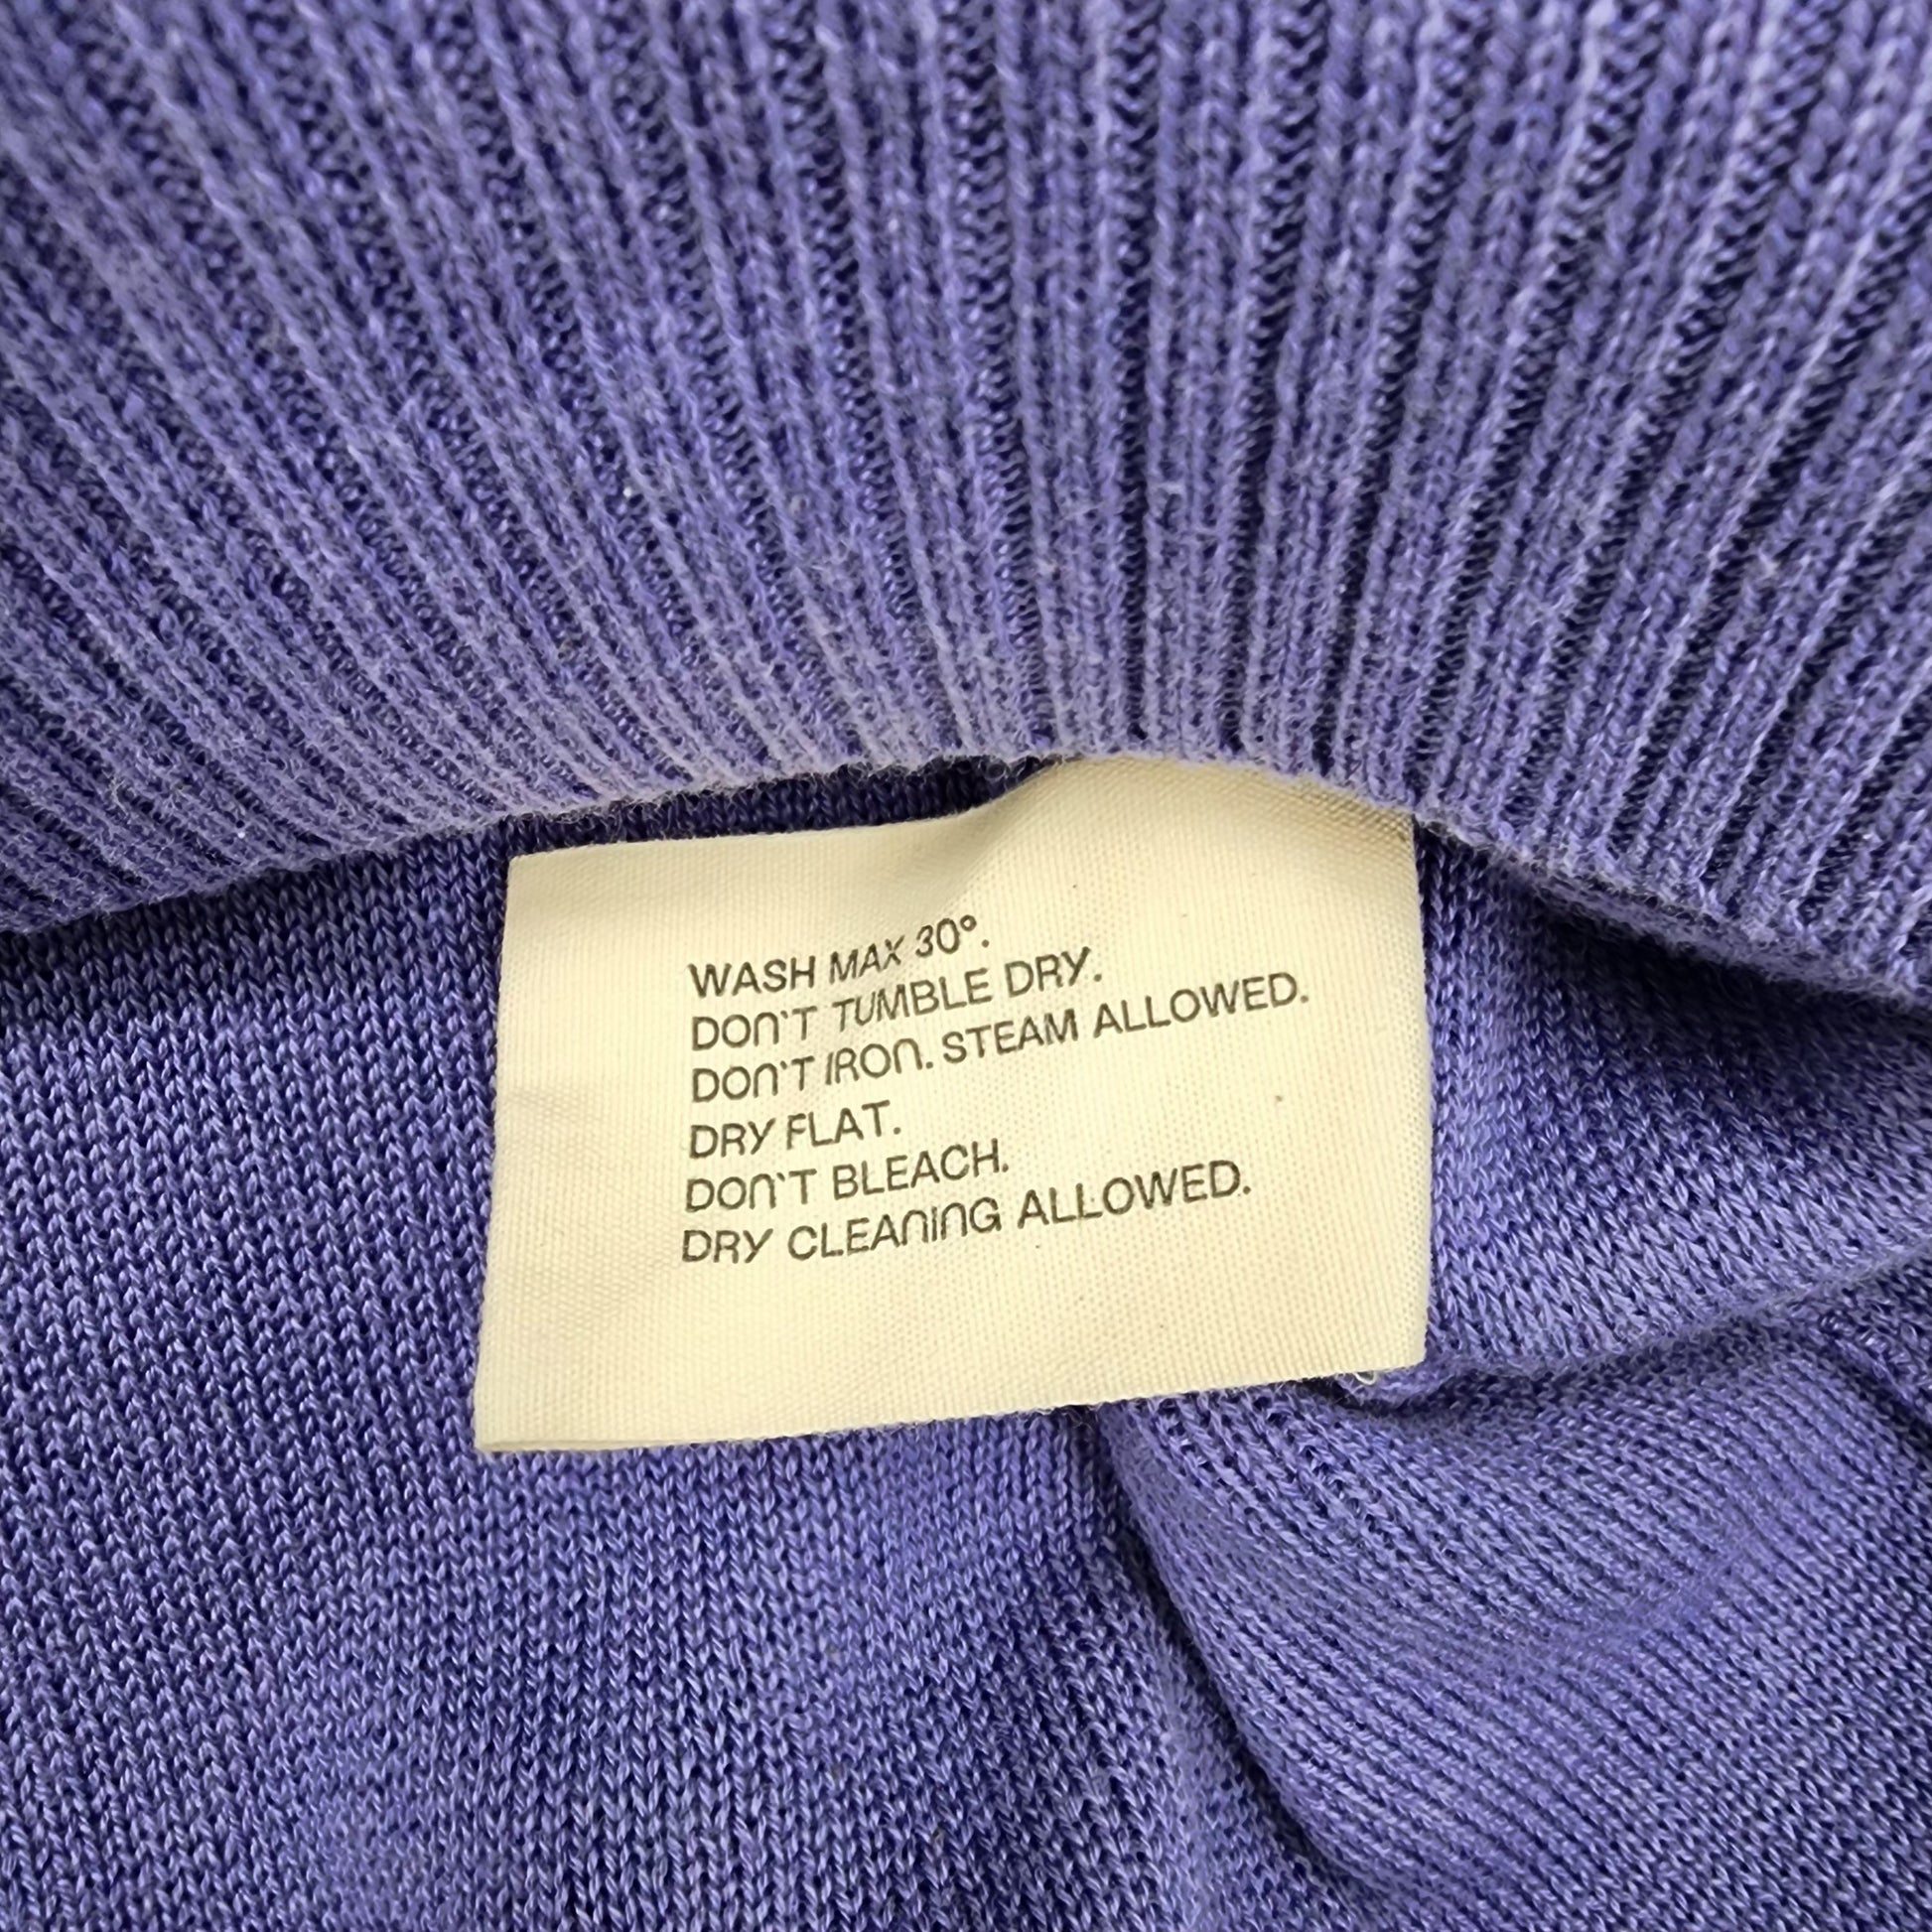 WASH MAX 30°.
DON'T TUMBLE DRY.
DON'T IRON. STEAM ALLOWED.
DRY FLAT.
DON'T BLEACH.
DRY CLEANING ALLOWED.